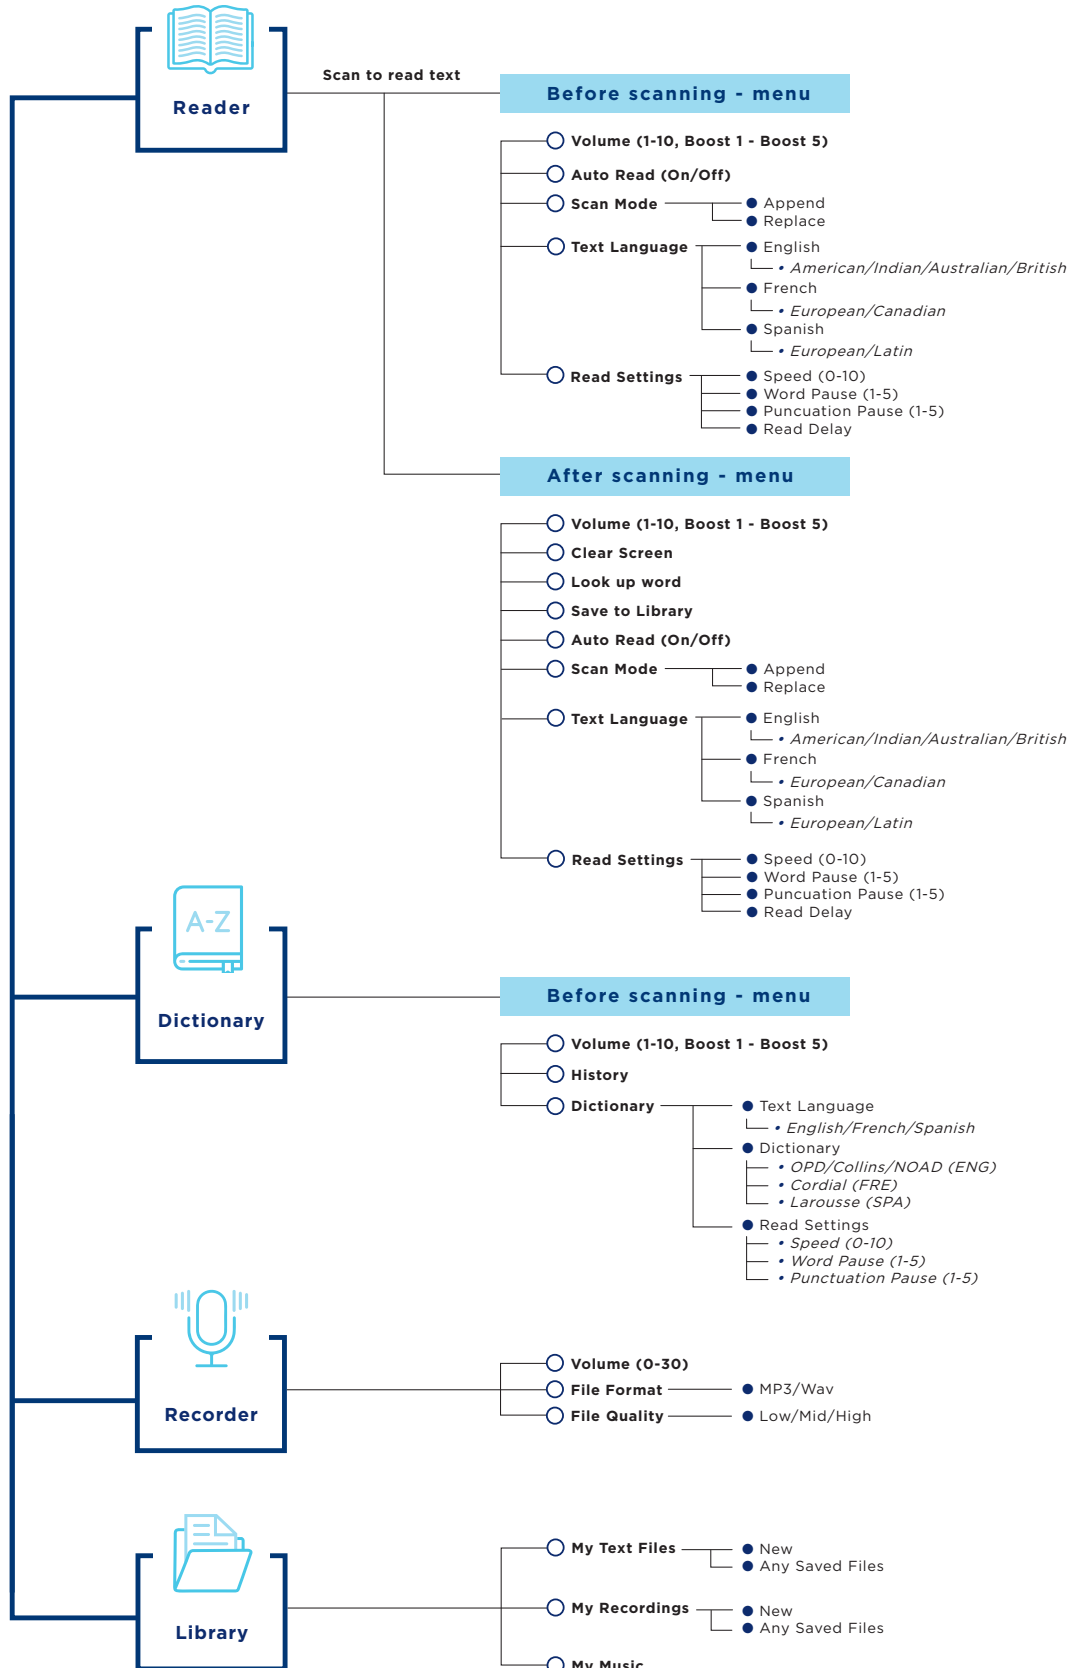 Reader
Scan to read text
Before scanning - menu
Volume (1-10, Boost 1 - Boost 5)
Auto Read (On/Off)
Scan Mode
Append
Replace
Text Language
English
• American/Indian/Australian/British
French
• European/Canadian
Spanish
• European/Latin
Read Settings
Speed (0-10)
Word Pause (1-5)
Puncuation Pause (1-5)
Read Delay
After scanning - menu
Volume (1-10, Boost 1 - Boost 5)
Clear Screen
Look up word
Save to Library
Auto Read (On/Off)
Scan Mode
Append
Replace
Text Language
English
• American/Indian/Australian/British
French
• European/Canadian
Spanish
• European/Latin
Read Settings
Speed (0-10)
Word Pause (1-5)
Puncuation Pause (1-5)
Read Delay
A-Z
Dictionary
Before scanning - menu
Volume (1-10, Boost 1 - Boost 5)
History
Dictionary
Text Language
• English/French/Spanish
Dictionary
• OPD/Collins/NOAD (ENG)
• Cordial (FRE)
• Larousse (SPA)
Read Settings
• Speed (0-10)
• Word Pause (1-5)
• Punctuation Pause (1-5)
Recorder
Volume (0-30)
File Format
MP3/Wav
File Quality
Low/Mid/High
Library
My Text Files
New
Any Saved Files
My Recordings
New
Any Saved Files
My Music